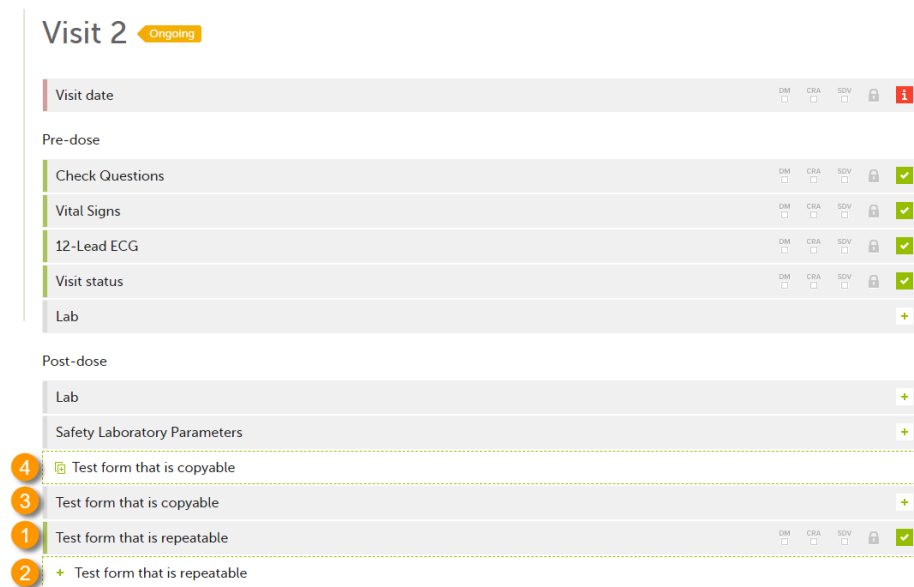 Visit 2 Ongoing
Visit date DM CRA SDV i
Pre-dose
Check Questions DM CRA SDV
Vital Signs DM CRA SDV
12-Lead ECG DM CRA SDV
Visit status DM CRA SDV
Lab +
Post-dose
Lab +
Safety Laboratory Parameters +
4 Test form that is copyable
3 Test form that is copyable +
1 Test form that is repeatable DM CRA SDV
2 + Test form that is repeatable